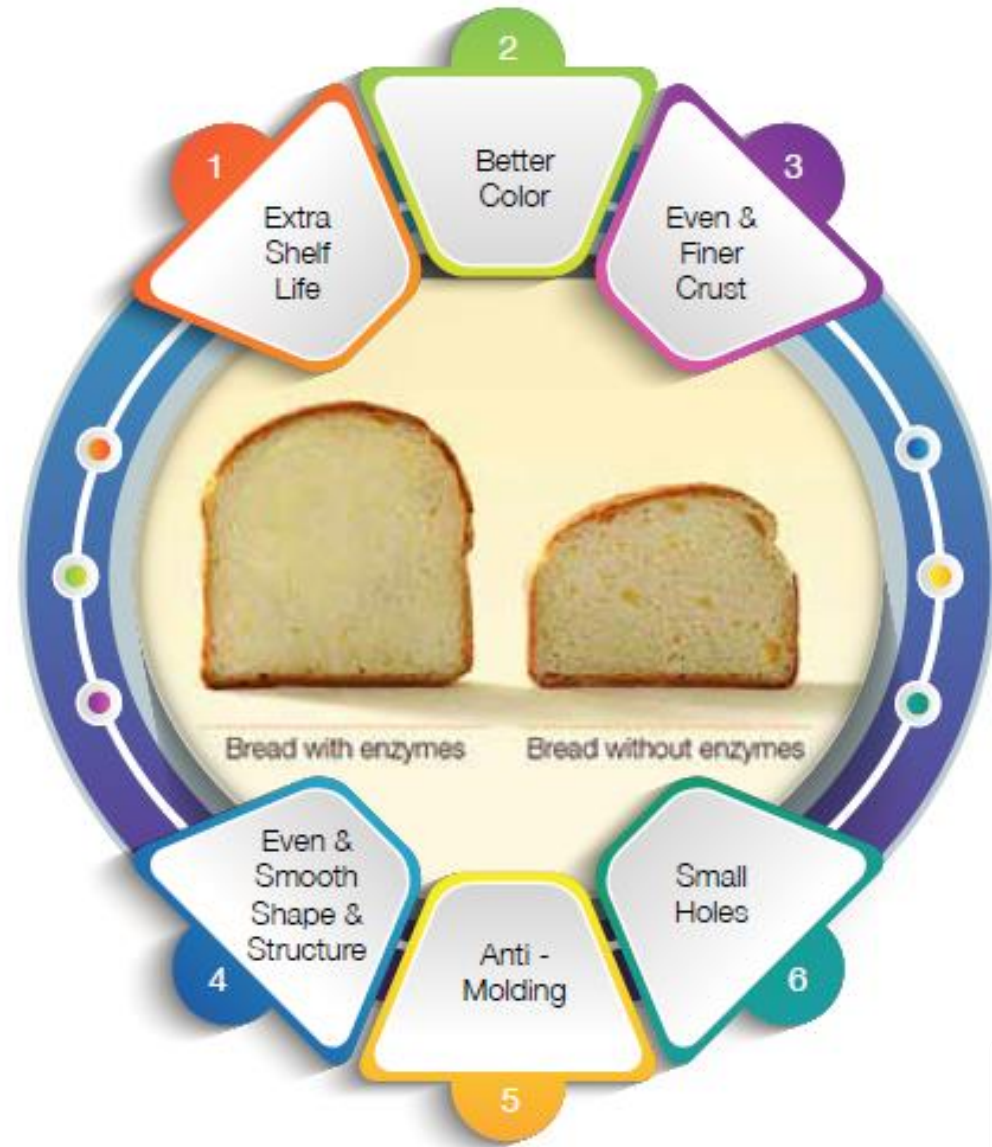 1
Extra
Shelf
Life
2
Better
Color
3
Even &
Finer
Crust
Bread with enzymes
Bread without enzymes
4
Even &
Smooth
Shape &
Structure
5
Anti -
Molding
6
Small
Holes